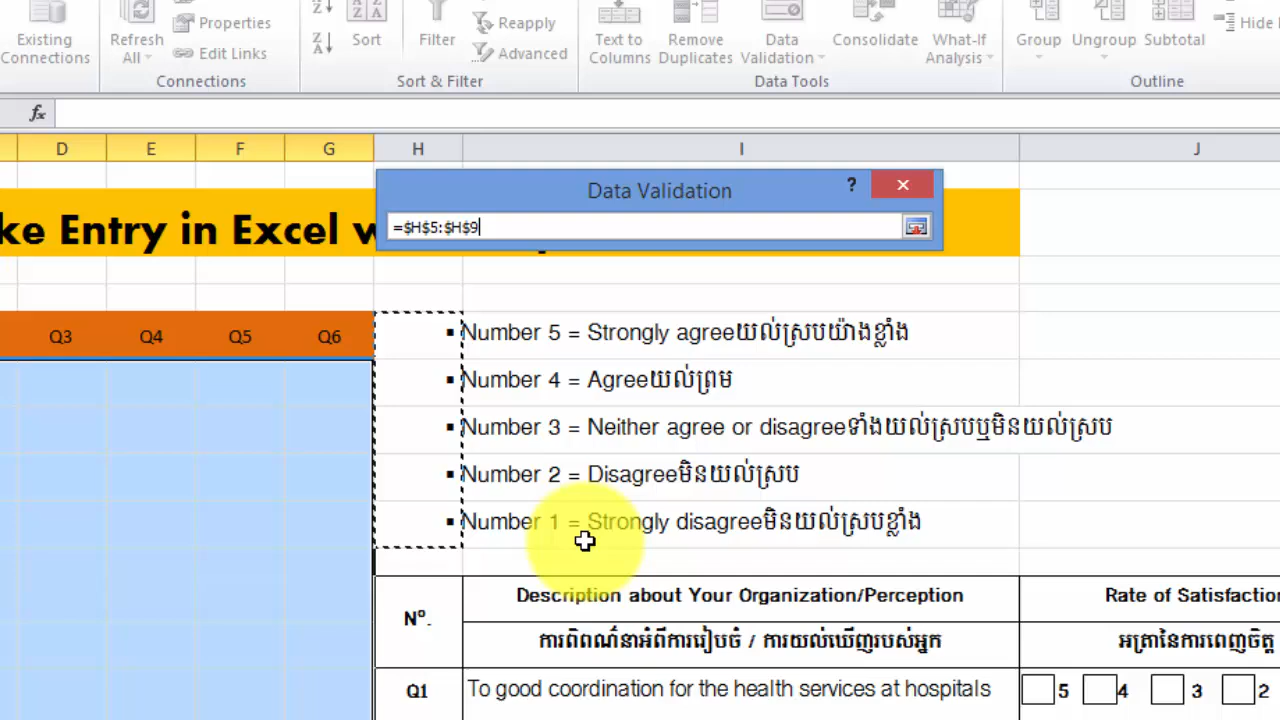 Existing Connections
Refresh All
Properties
Edit Links
Connections
Sort
Filter
Reapply
Advanced
Sort & Filter
Text to Columns
Remove Duplicates
Data Validation
Consolidate
What-If Analysis
Data Tools
Group
Ungroup
Subtotal
Hide
Outline
fx
D E F G H I J
Data Validation
?
=$H$5:$H$9
ke Entry in Excel
Q3 Q4 Q5 Q6
▪ Number 5 = Strongly agreeយល់ស្របយ៉ាងខ្លាំង
▪ Number 4 = Agreeយល់ព្រម
▪ Number 3 = Neither agree or disagreeទាំងយល់ស្របឬមិនយល់ស្រប
▪ Number 2 = Disagreeមិនយល់ស្រប
▪ Number 1 = Strongly disagreeមិនយល់ស្របខ្លាំង
Nº.
Description about Your Organization/Perception
Rate of Satisfaction
ការពិពណ៌នាអំពីការរៀបចំ / ការយល់ឃើញរបស់អ្នក
អត្រានៃការពេញចិត្ត
Q1 To good coordination for the health services at hospitals 5 4 3 2